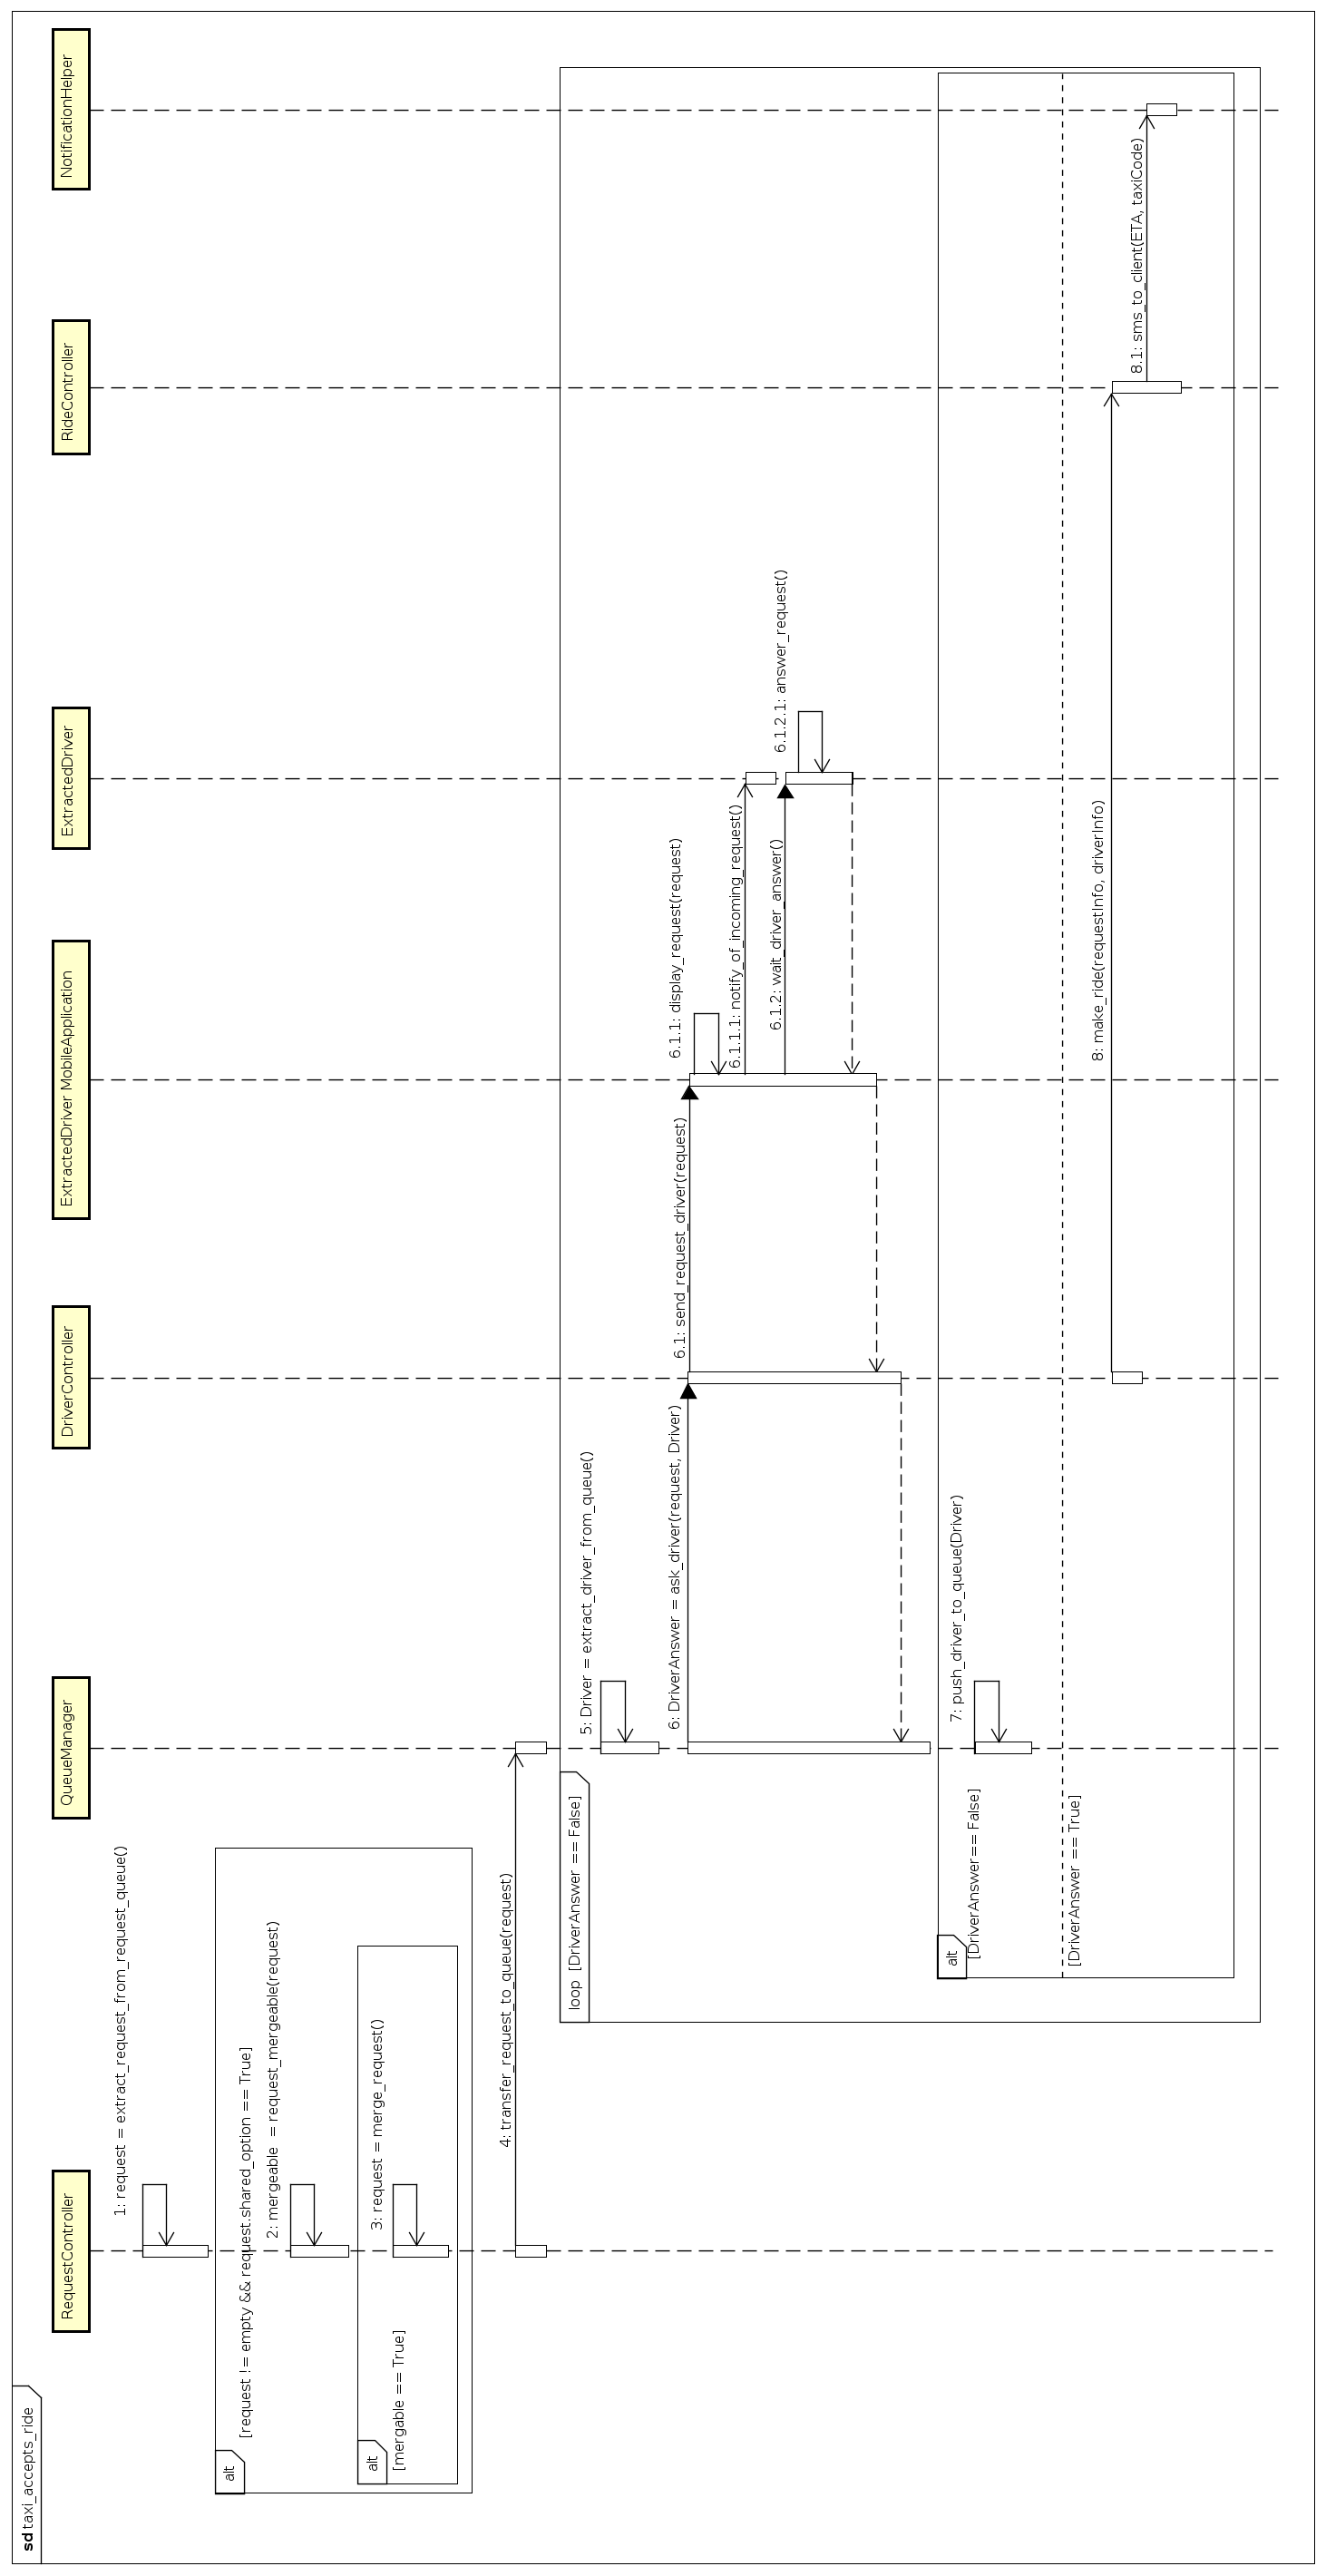 sd taxi_accepts_ride
RequestController
QueueManager
DriverController
ExtractedDriver MobileApplication
ExtractedDriver
RideController
NotificationHelper
1: request = extract_request_from_request_queue()
alt
[request != empty && request.shared_option == True]
2: mergeable = request_mergeable(request)
alt
[mergable == True]
3: request = merge_request()
4: transfer_request_to_queue(request)
loop [DriverAnswer == False]
5: Driver = extract_driver_from_queue()
6: DriverAnswer = ask_driver(request, Driver)
6.1: send_request_driver(request)
6.1.1: display_request(request)
6.1.1.1: notify_of_incoming_request()
6.1.2: wait_driver_answer()
6.1.2.1: answer_request()
alt
[DriverAnswer== False]
7: push_driver_to_queue(Driver)
[DriverAnswer == True]
8: make_ride(requestInfo, driverInfo)
8.1: sms_to_client(ETA, taxiCode)